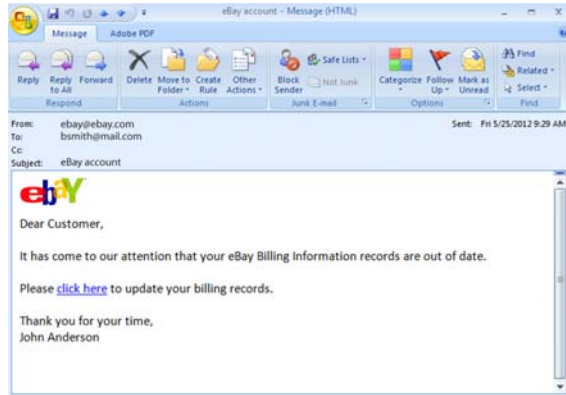 eBay account - Message (HTML)
Message Adobe PDF
Reply Reply to All Forward Delete Move to Folder Create Rule Other Actions Block Sender Safe Lists Not Junk Categorize Follow Up Mark as Unread Find Related Select
Respond Actions Junk E-mail Options Find
From: ebay@ebay.com Sent: Fri 5/25/2012 9:29 AM
To: bsmith@mail.com
Cc:
Subject: eBay account
ebaY
Dear Customer,
It has come to our attention that your eBay Billing Information records are out of date.
Please click here to update your billing records.
Thank you for your time,
John Anderson